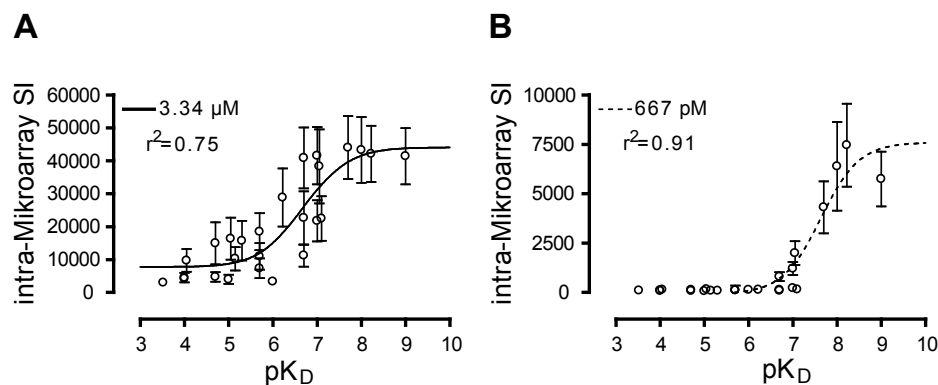 A
intra-Mikroarray SI
60000
50000
40000
30000
20000
10000
0
3.34 µM
r²=0.75
3 4 5 6 7 8 9 10
pK_D
B
intra-Mikroarray SI
10000
7500
5000
2500
0
667 pM
r²=0.91
3 4 5 6 7 8 9 10
pK_D